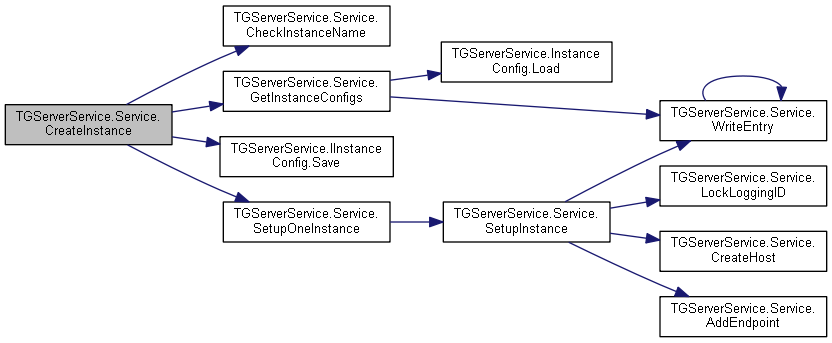 TGServerService.Service.
CreateInstance
TGServerService.Service.
CheckInstanceName
TGServerService.Service.
GetInstanceConfigs
TGServerService.IInstance
Config.Save
TGServerService.Service.
SetupOneInstance
TGServerService.Instance
Config.Load
TGServerService.Service.
SetupInstance
TGServerService.Service.
WriteEntry
TGServerService.Service.
LockLoggingID
TGServerService.Service.
CreateHost
TGServerService.Service.
AddEndpoint